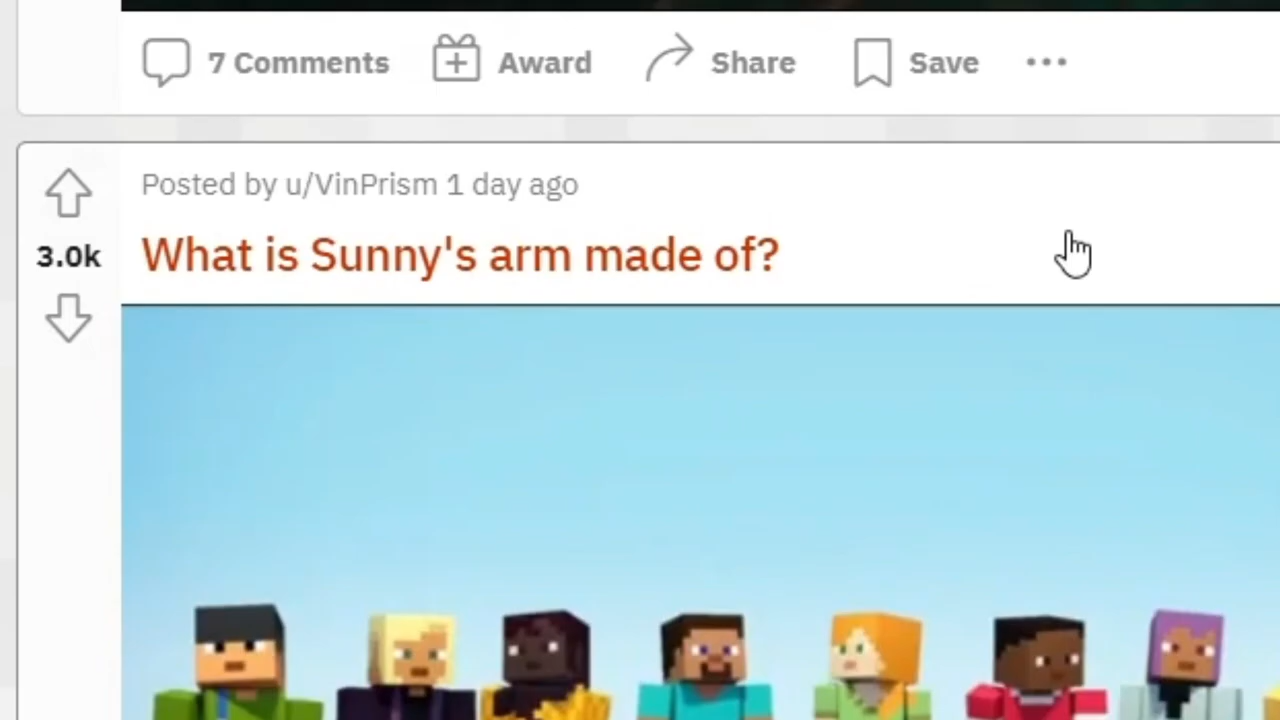 7 Comments Award Share Save
Posted by u/VinPrism 1 day ago
3.0k
What is Sunny's arm made of?